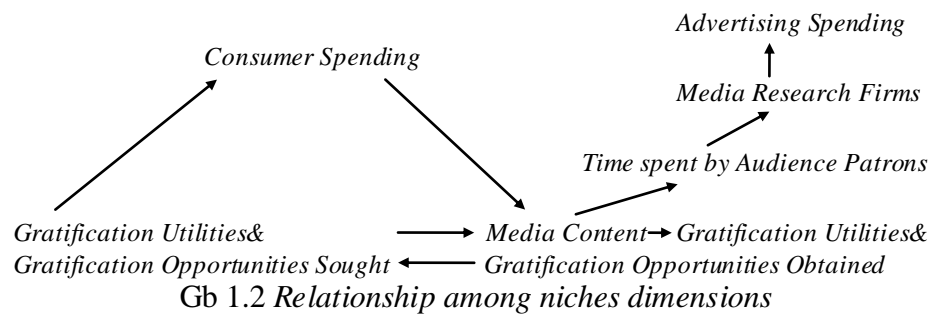 Advertising Spending
Consumer Spending
Media Research Firms
Time spent by Audience Patrons
Gratification Utilities& Media Content Gratification Utilities&
Gratification Opportunities Sought Gratification Opportunities Obtained
Gb 1.2 Relationship among niches dimensions